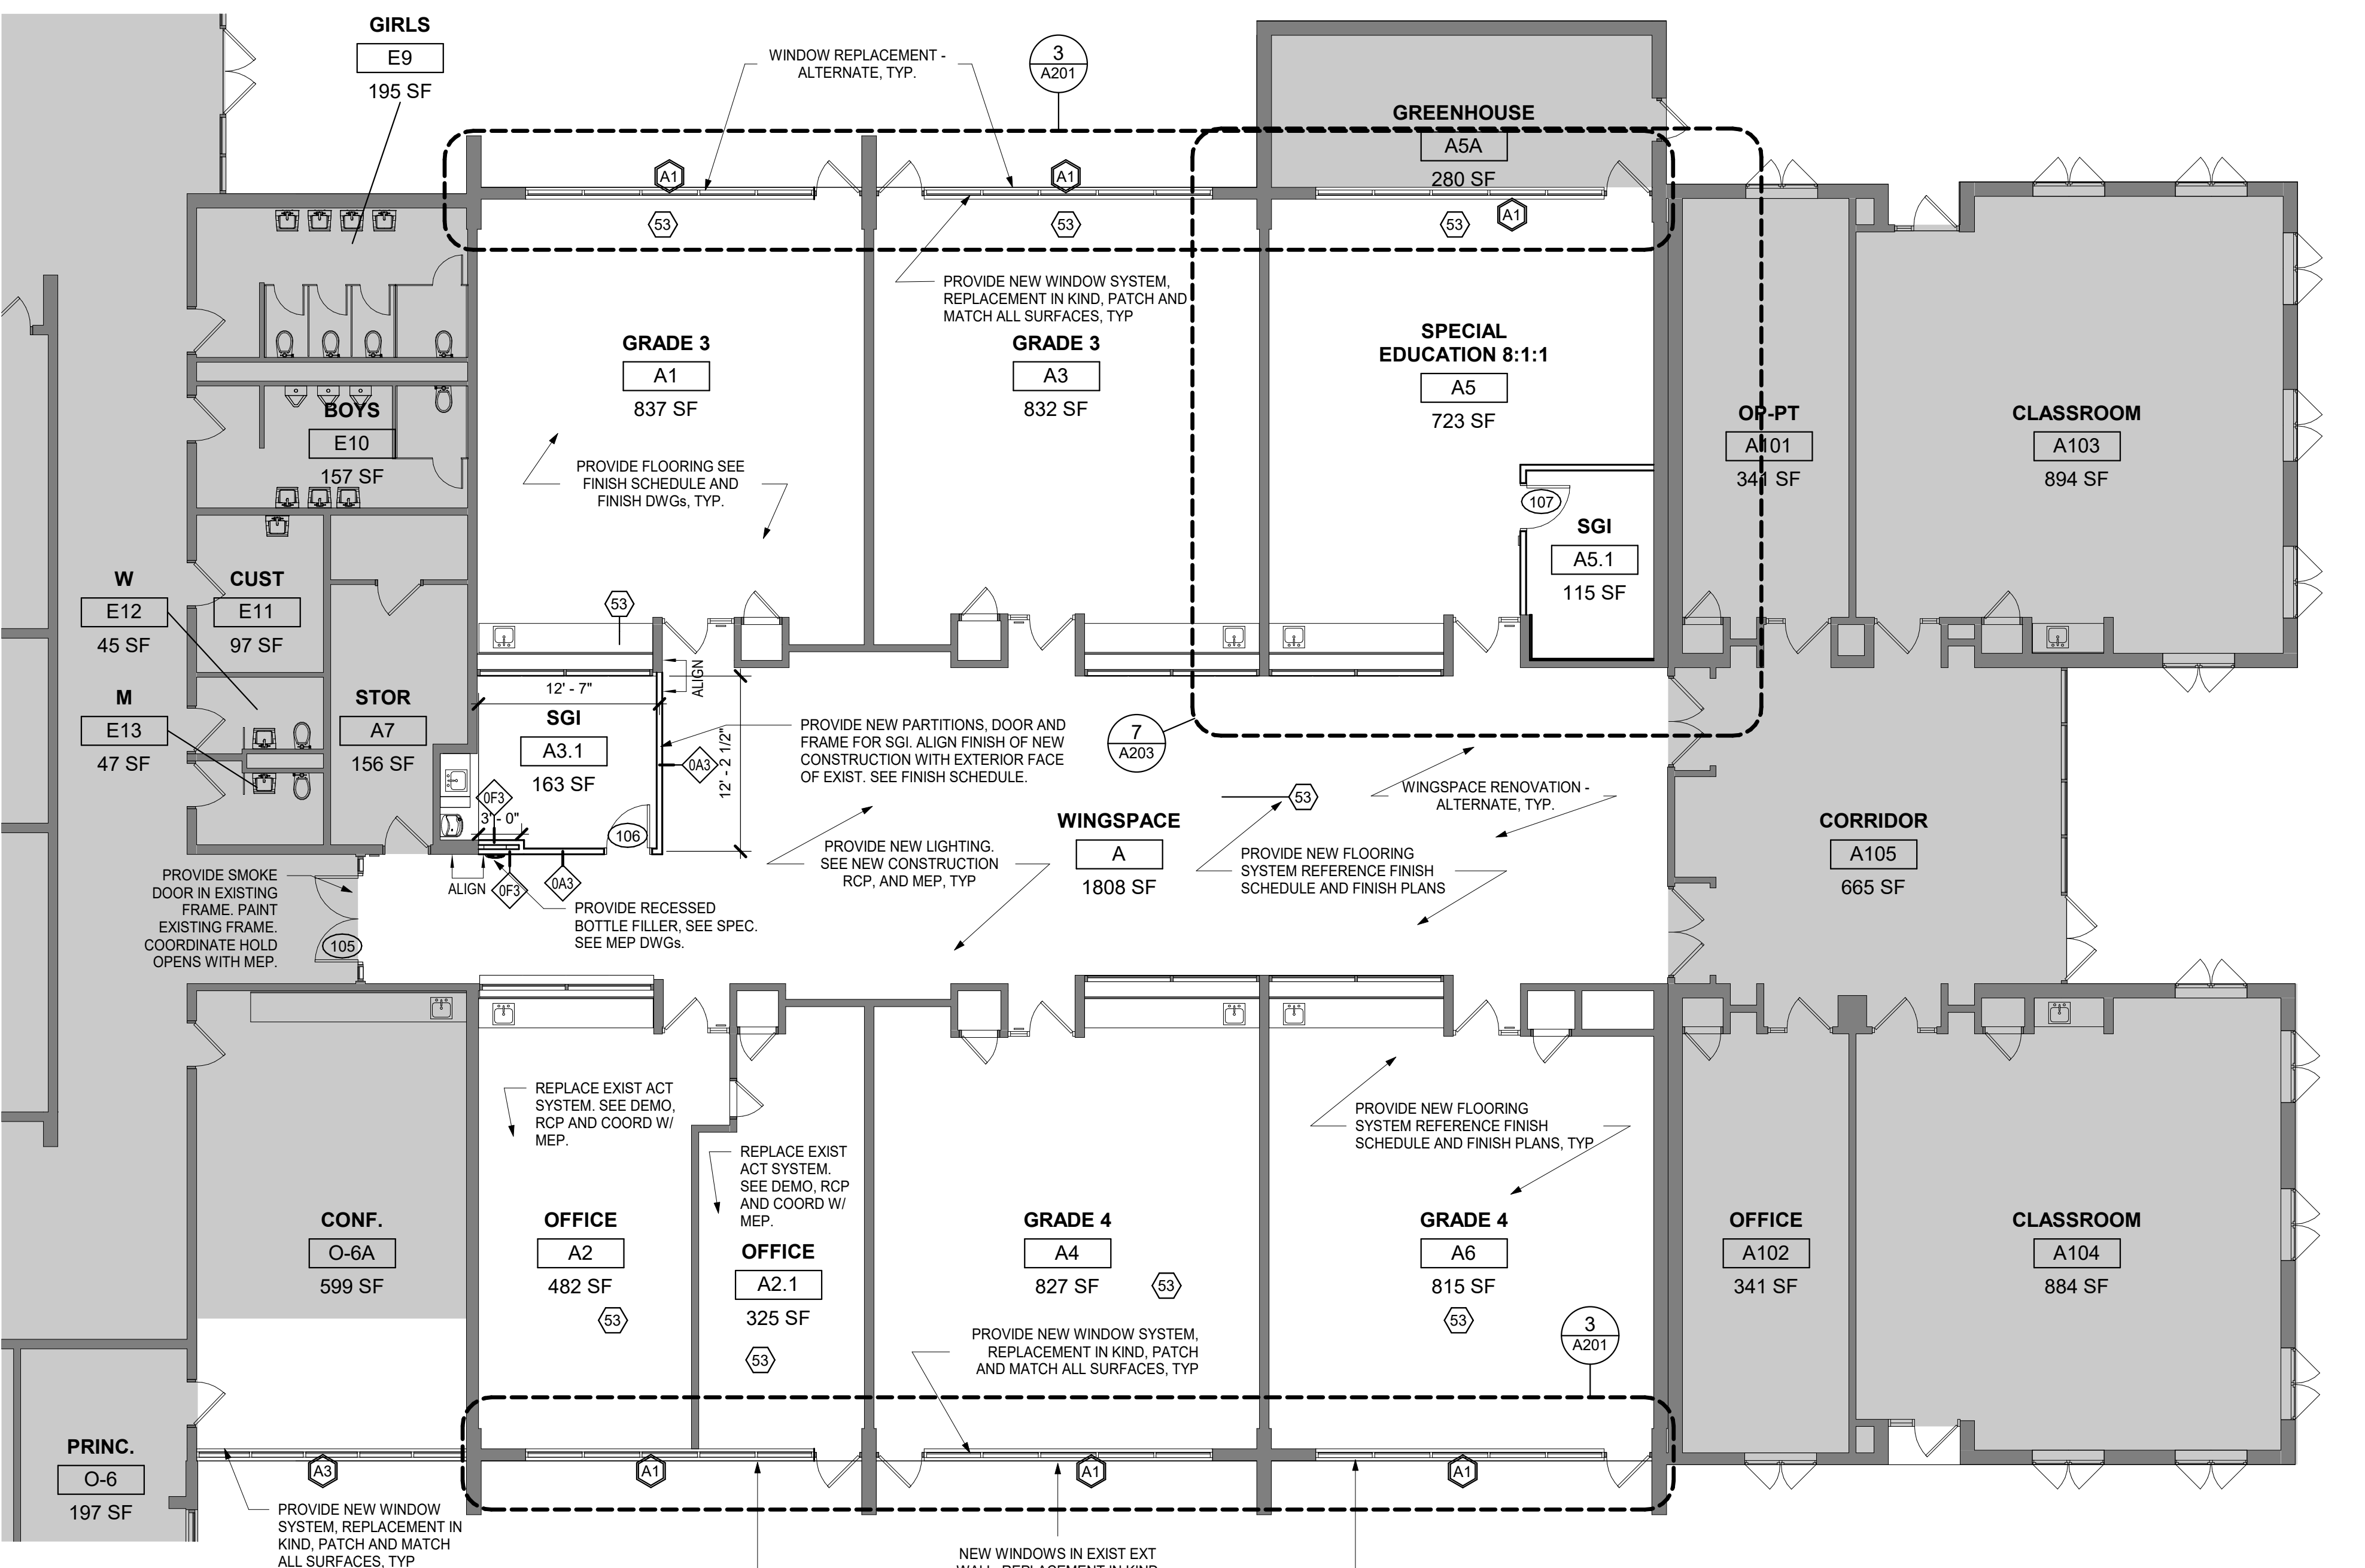 GIRLS
E9
195 SF
WINDOW REPLACEMENT -
ALTERNATE, TYP.
3
A201
GREENHOUSE
A5A
280 SF
A1
A1
A1
53
53
53
PROVIDE NEW WINDOW SYSTEM,
REPLACEMENT IN KIND, PATCH AND
MATCH ALL SURFACES, TYP
GRADE 3
A1
837 SF
GRADE 3
A3
832 SF
SPECIAL
EDUCATION 8:1:1
A5
723 SF
BOYS
E10
157 SF
OP-PT
A101
341 SF
CLASSROOM
A103
894 SF
PROVIDE FLOORING SEE
FINISH SCHEDULE AND
FINISH DWGs, TYP.
107
SGI
A5.1
115 SF
W
E12
45 SF
CUST
E11
97 SF
53
ALIGN
12' - 7"
M
E13
47 SF
STOR
A7
156 SF
SGI
A3.1
163 SF
0A3
12' - 2 1/2"
PROVIDE NEW PARTITIONS, DOOR AND
FRAME FOR SGI. ALIGN FINISH OF NEW
CONSTRUCTION WITH EXTERIOR FACE
OF EXIST. SEE FINISH SCHEDULE.
7
A203
0F3
3' - 0"
106
WINGSPACE
A
1808 SF
53
WINGSPACE RENOVATION -
ALTERNATE, TYP.
CORRIDOR
A105
665 SF
PROVIDE NEW LIGHTING.
SEE NEW CONSTRUCTION
RCP, AND MEP, TYP
PROVIDE NEW FLOORING
SYSTEM REFERENCE FINISH
SCHEDULE AND FINISH PLANS
PROVIDE SMOKE
DOOR IN EXISTING
FRAME. PAINT
EXISTING FRAME.
COORDINATE HOLD
OPENS WITH MEP.
105
ALIGN
0F3
0A3
PROVIDE RECESSED
BOTTLE FILLER, SEE SPEC.
SEE MEP DWGs.
REPLACE EXIST ACT
SYSTEM. SEE DEMO,
RCP AND COORD W/
MEP.
REPLACE EXIST
ACT SYSTEM.
SEE DEMO, RCP
AND COORD W/
MEP.
PROVIDE NEW FLOORING
SYSTEM REFERENCE FINISH
SCHEDULE AND FINISH PLANS, TYP
CONF.
O-6A
599 SF
OFFICE
A2
482 SF
53
OFFICE
A2.1
325 SF
53
GRADE 4
A4
827 SF
53
GRADE 4
A6
815 SF
53
OFFICE
A102
341 SF
CLASSROOM
A104
884 SF
PROVIDE NEW WINDOW SYSTEM,
REPLACEMENT IN KIND, PATCH
AND MATCH ALL SURFACES, TYP
3
A201
PRINC.
O-6
197 SF
A3
A1
A1
A1
PROVIDE NEW WINDOW
SYSTEM, REPLACEMENT IN
KIND, PATCH AND MATCH
ALL SURFACES, TYP
NEW WINDOWS IN EXIST EXT
WALL, REPLACEMENT IN KIND